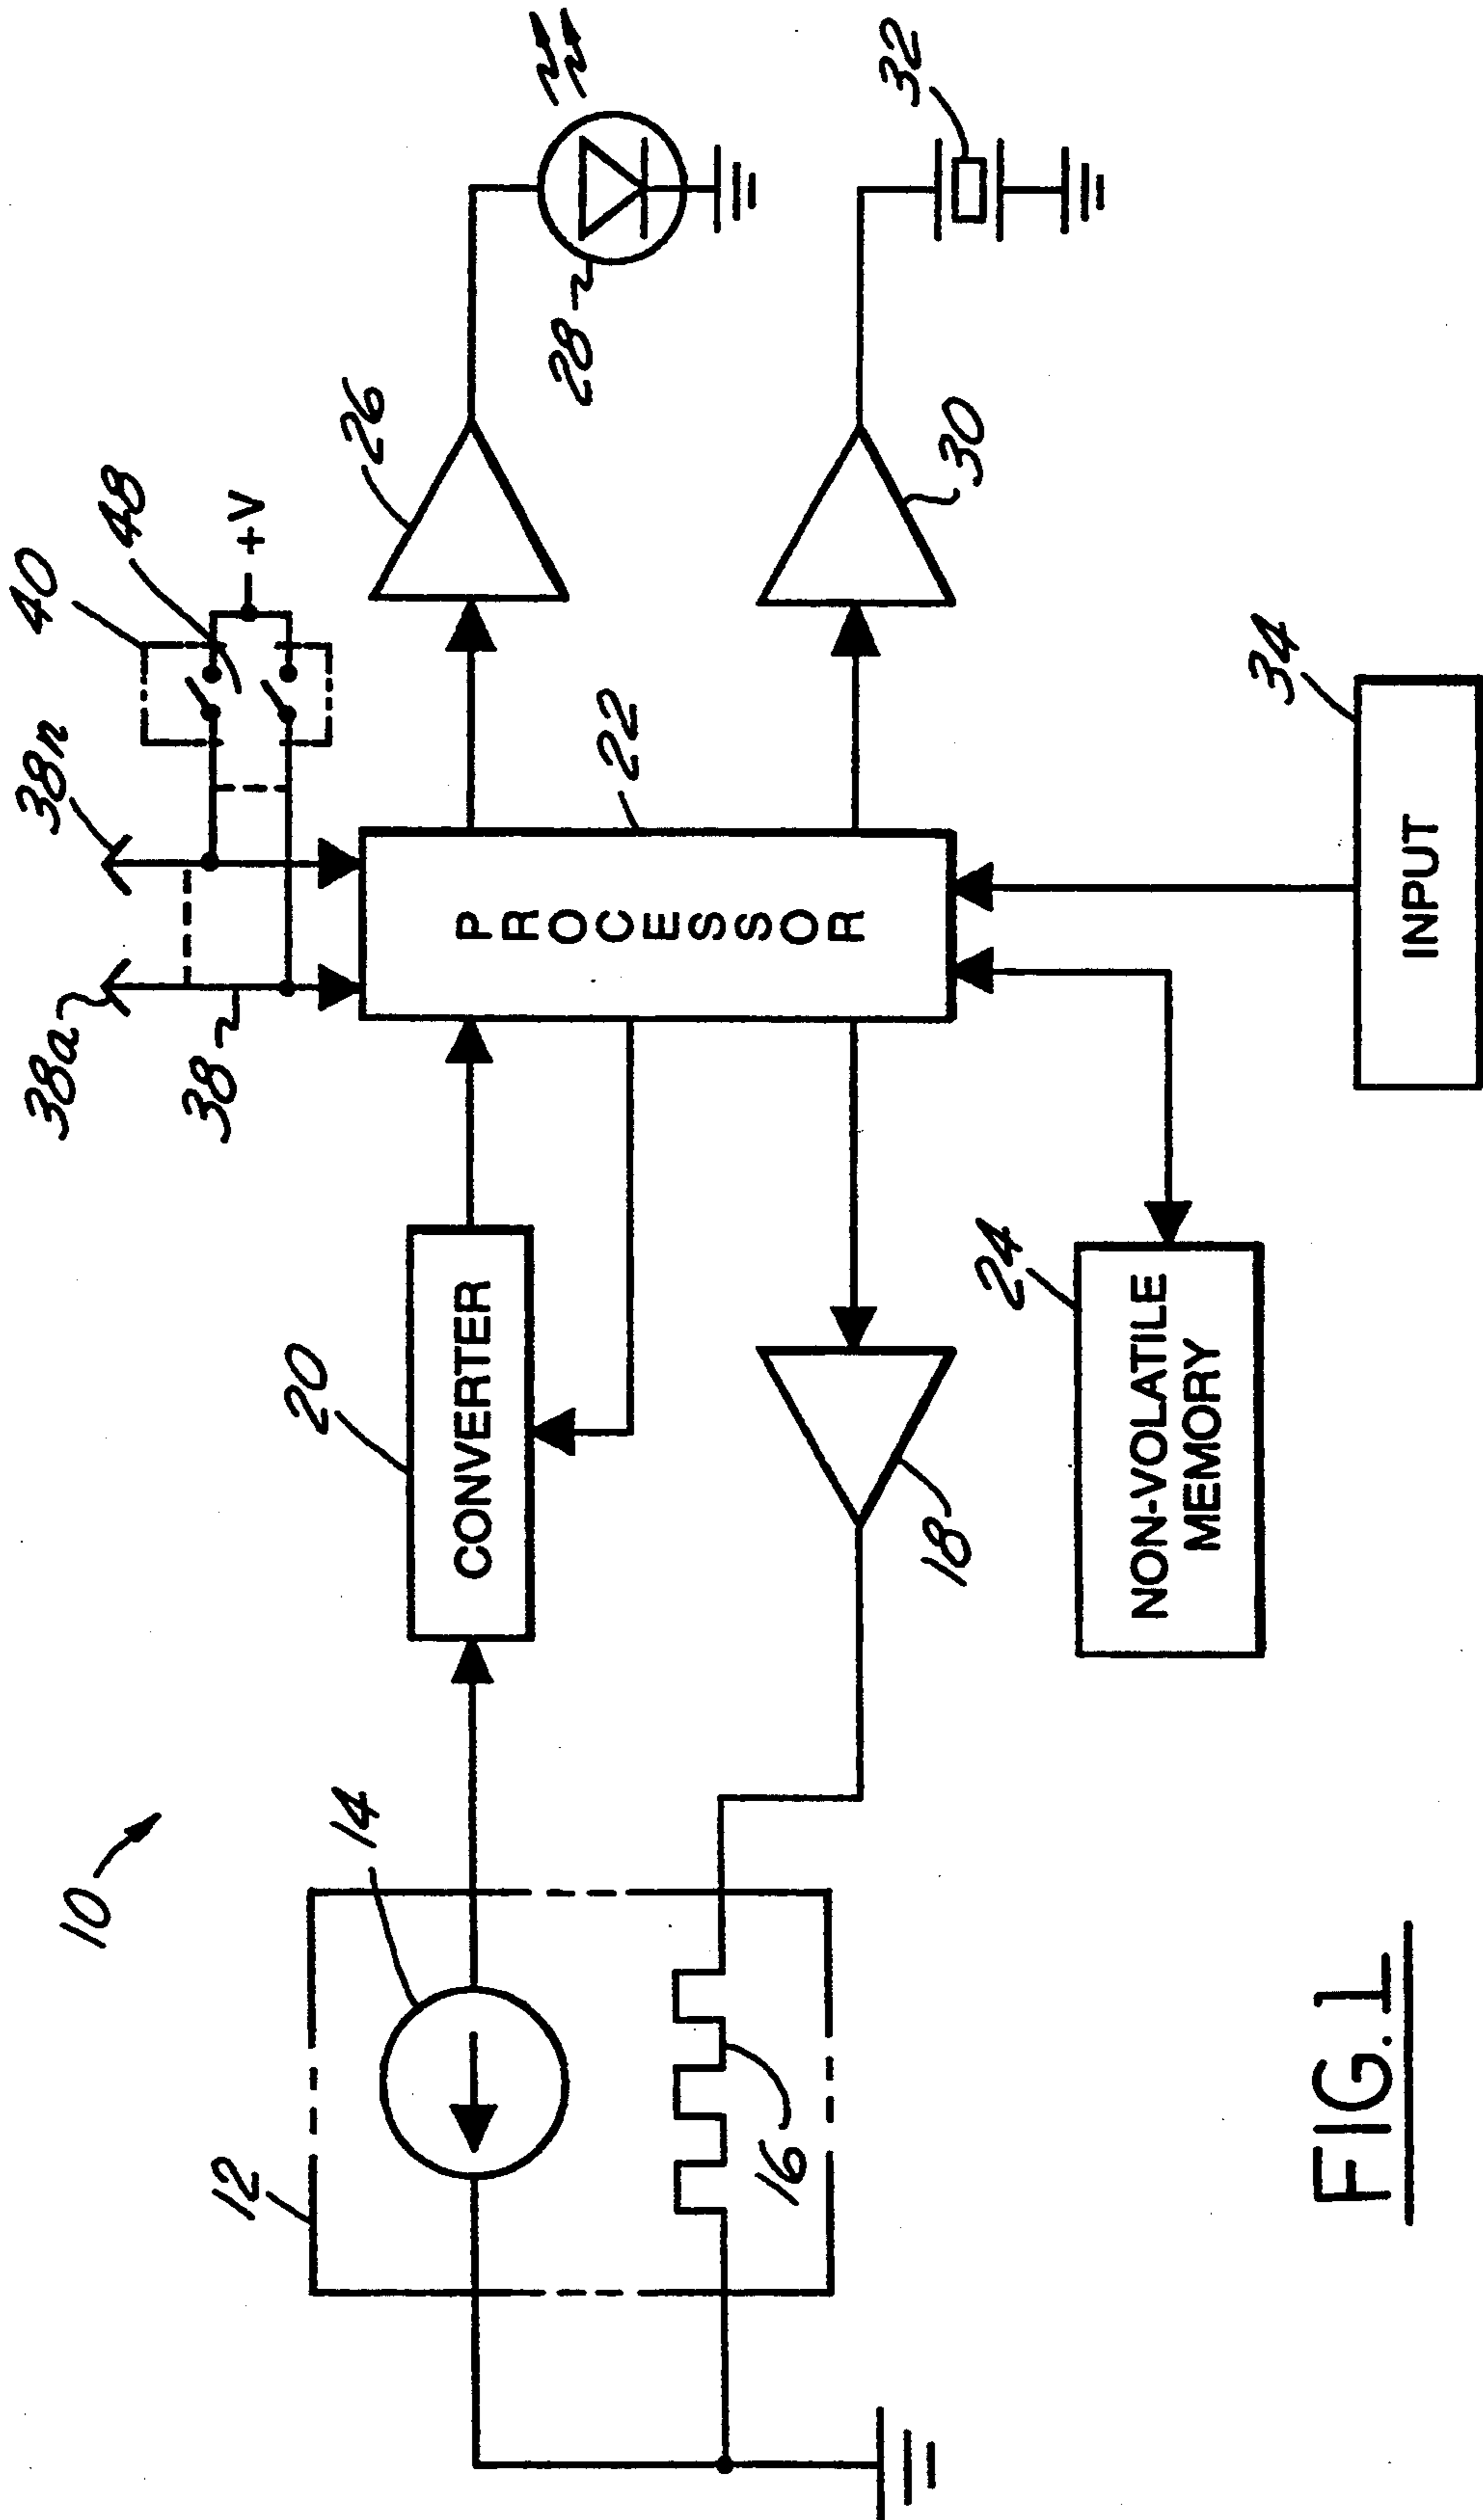 40
38n
38a
10
38
12
+V
20
14
26
CONVERTER
PROCESSOR
28
22
16
32
18
30
24
NON-VOLATILE
MEMORY
34
FIG. 1
INPUT